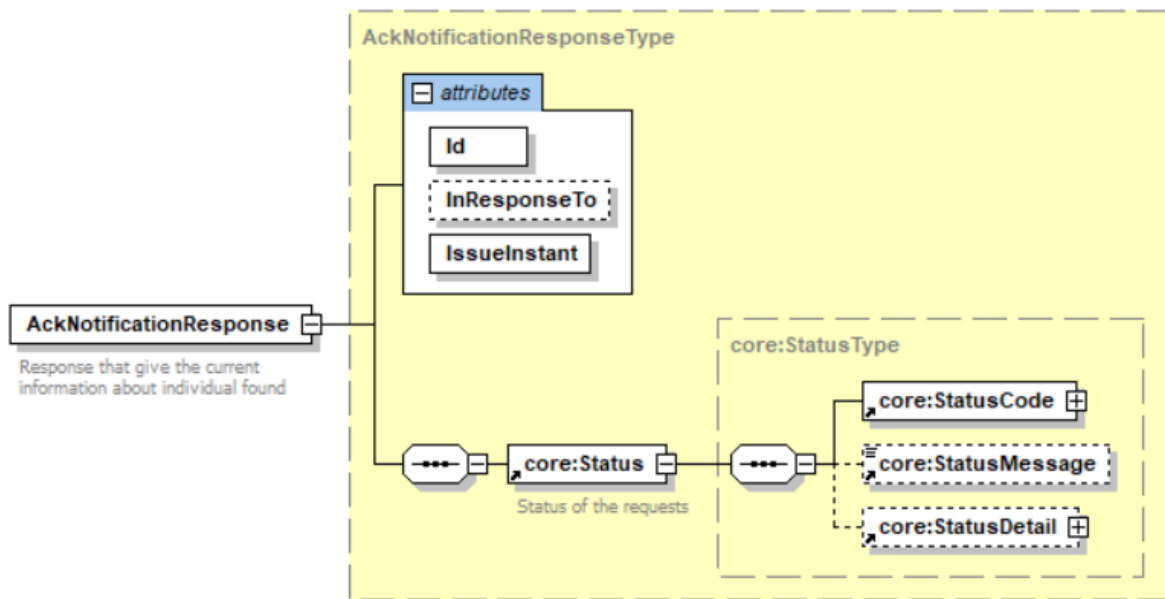 AckNotificationResponseType
attributes
Id
InResponseTo
IssueInstant
AckNotificationResponse
Response that give the current
information about individual found
core:StatusType
core:StatusCode
core:Status
core:StatusMessage
Status of the requests
core:StatusDetail